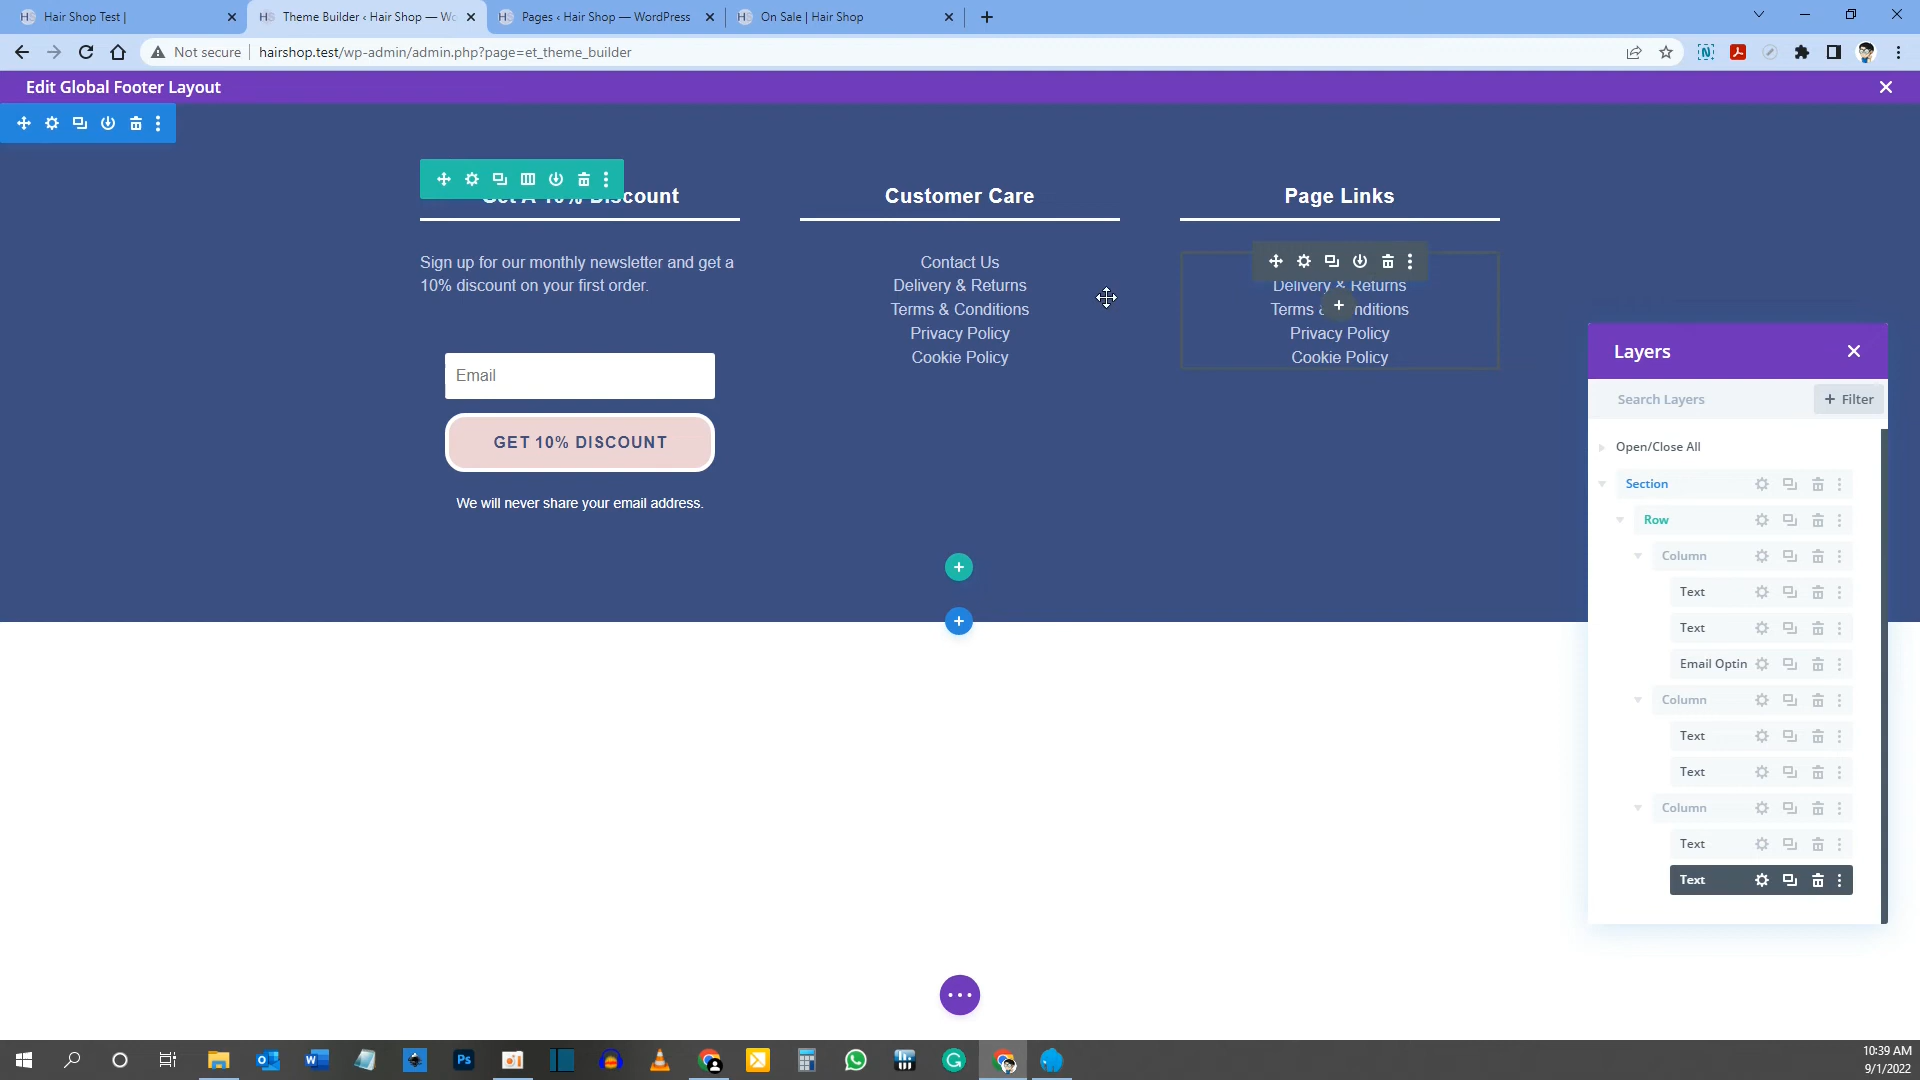 Hair Shop Test |
Theme Builder ‹ Hair Shop — Wo
Pages ‹ Hair Shop — WordPress
On Sale | Hair Shop
Not secure
hairshop.test/wp-admin/admin.php?page=et_theme_builder
Edit Global Footer Layout
Get A 10% Discount
Customer Care
Page Links
Sign up for our monthly newsletter and get a
10% discount on your first order.
Contact Us
Delivery & Returns
Terms & Conditions
Privacy Policy
Cookie Policy
Delivery & Returns
Terms & Conditions
Privacy Policy
Cookie Policy
Email
GET 10% DISCOUNT
We will never share your email address.
Layers
Search Layers
+ Filter
Open/Close All
Section
Row
Column
Text
Text
Email Optin
Column
Text
Text
Column
Text
Text
10:39 AM
9/1/2022